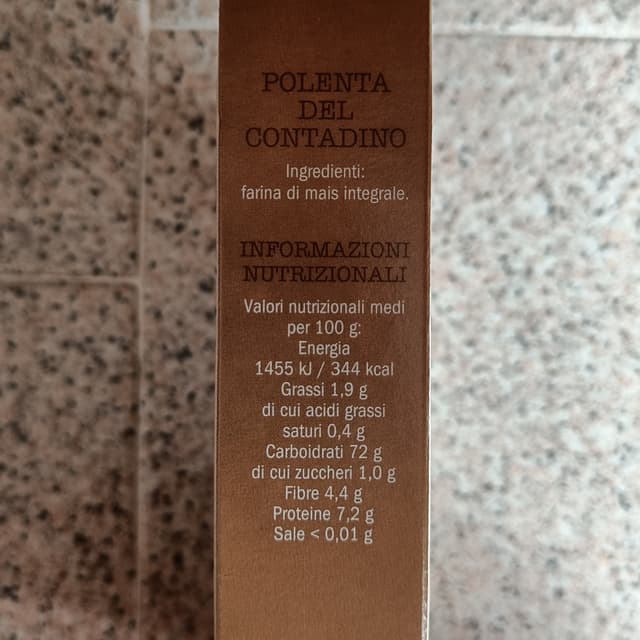 POLENTA
DEL
CONTADINO
Ingredienti:
farina di mais integrale.
INFORMAZIONI
NUTRIZIONALI
Valori nutrizionali medi
per 100 g:
Energia
1455 kJ / 344 kcal
Grassi 1,9 g
di cui acidi grassi
saturi 0,4 g
Carboidrati 72 g
di cui zuccheri 1,0 g
Fibre 4,4 g
Proteine 7,2 g
Sale < 0,01 g